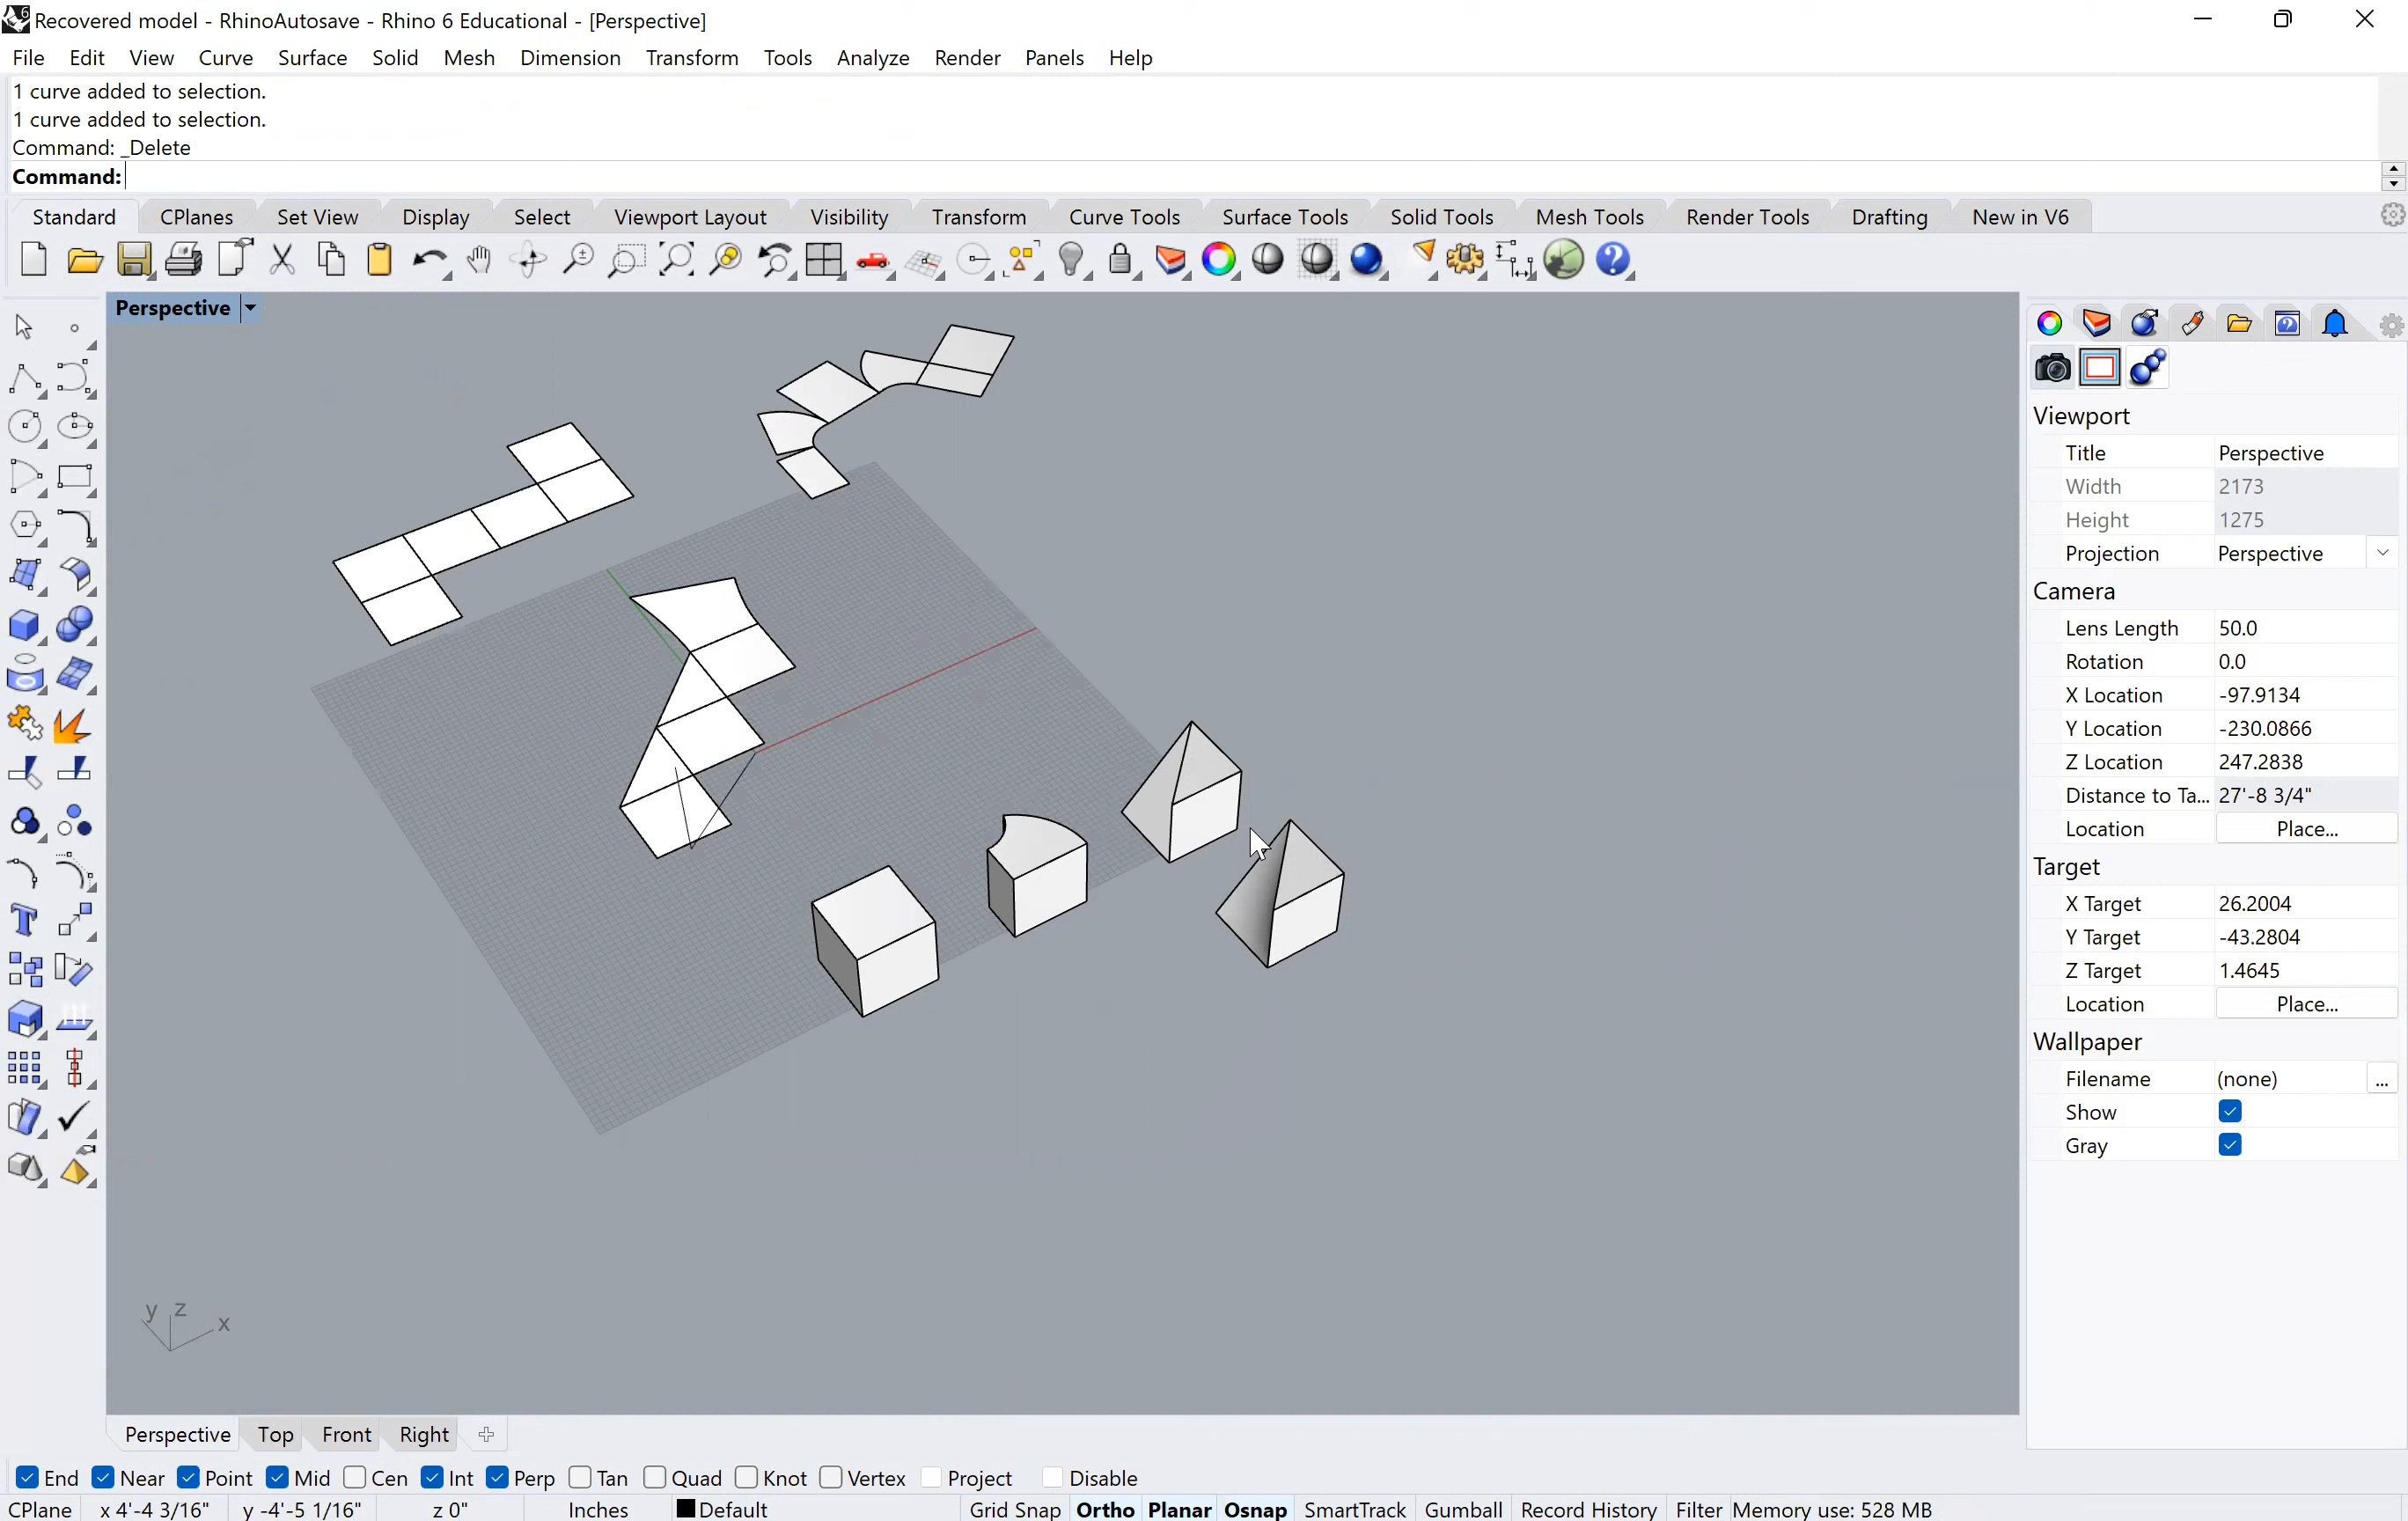 Recovered model - RhinoAutosave - Rhino 6 Educational - [Perspective]
File Edit View Curve Surface Solid Mesh Dimension Transform Tools Analyze Render Panels Help
1 curve added to selection.
1 curve added to selection.
Command: _Delete
Command:
Standard CPlanes Set View Display Select Viewport Layout Visibility Transform Curve Tools Surface Tools Solid Tools Mesh Tools Render Tools Drafting New in V6
Perspective
Viewport
Title Perspective
Width 2173
Height 1275
Projection Perspective
Camera
Lens Length 50.0
Rotation 0.0
X Location -97.9134
Y Location -230.0866
Z Location 247.2838
Distance to Ta... 27'-8 3/4"
Location Place...
Target
X Target 26.2004
Y Target -43.2804
Z Target 1.4645
Location Place...
Wallpaper
Filename (none) ...
Show
Gray
y z x
Perspective Top Front Right
End Near Point Mid Cen Int Perp Tan Quad Knot Vertex Project Disable
CPlane x 4'-4 3/16" y -4'-5 1/16" z 0" Inches Default Grid Snap Ortho Planar Osnap SmartTrack Gumball Record History Filter Memory use: 528 MB